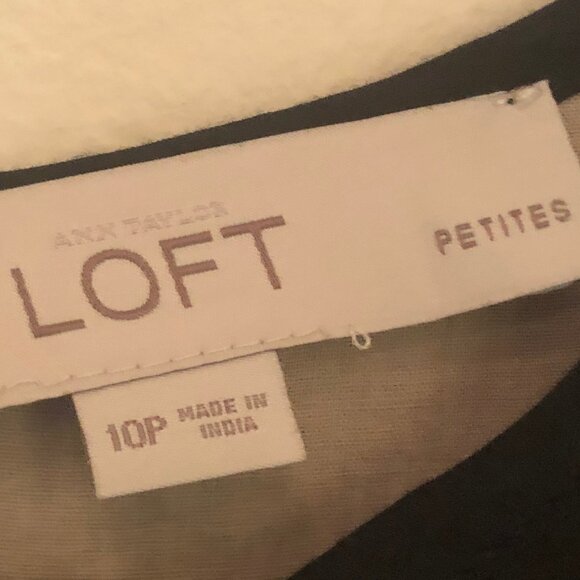 ANN TAYLOR
LOFT
PETITES
10P
MADE IN
INDIA